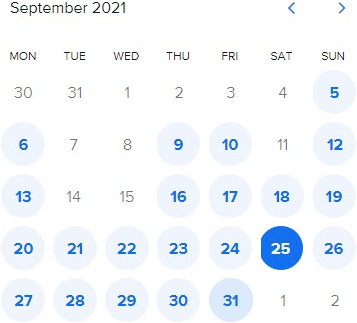 September 2021
MON TUE WED THU FRI SAT SUN
30 31 1 2 3 4 5
6 7 8 9 10 11 12
13 14 15 16 17 18 19
20 21 22 23 24 25 26
27 28 29 30 31 1 2